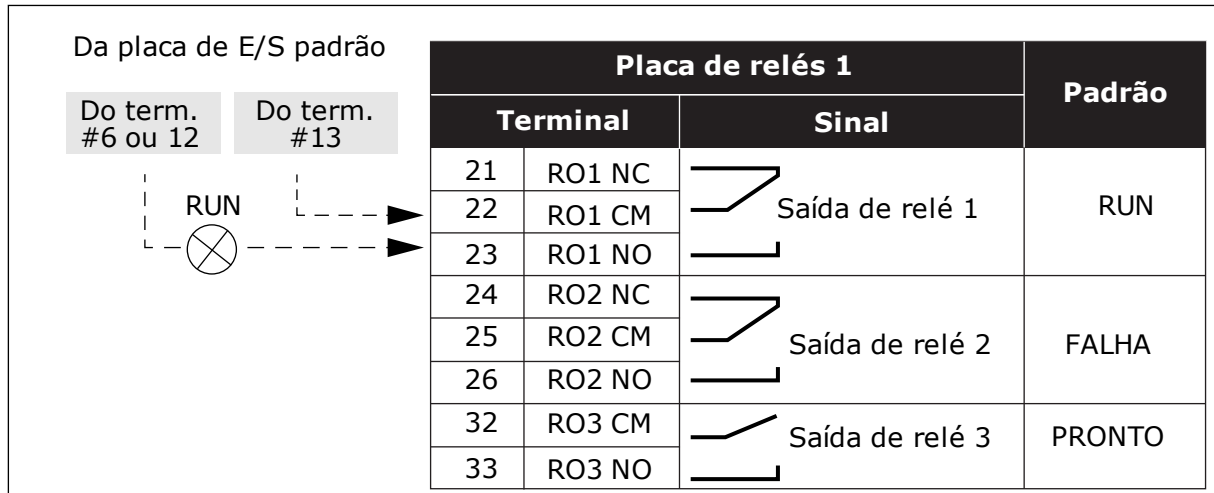 Da placa de E/S padrão
Do term.
#6 ou 12
Do term.
#13
RUN
Placa de relés 1
Padrão
Terminal
Sinal
21 RO1 NC
22 RO1 CM
23 RO1 NO
Saída de relé 1
RUN
24 RO2 NC
25 RO2 CM
26 RO2 NO
Saída de relé 2
FALHA
32 RO3 CM
33 RO3 NO
Saída de relé 3
PRONTO